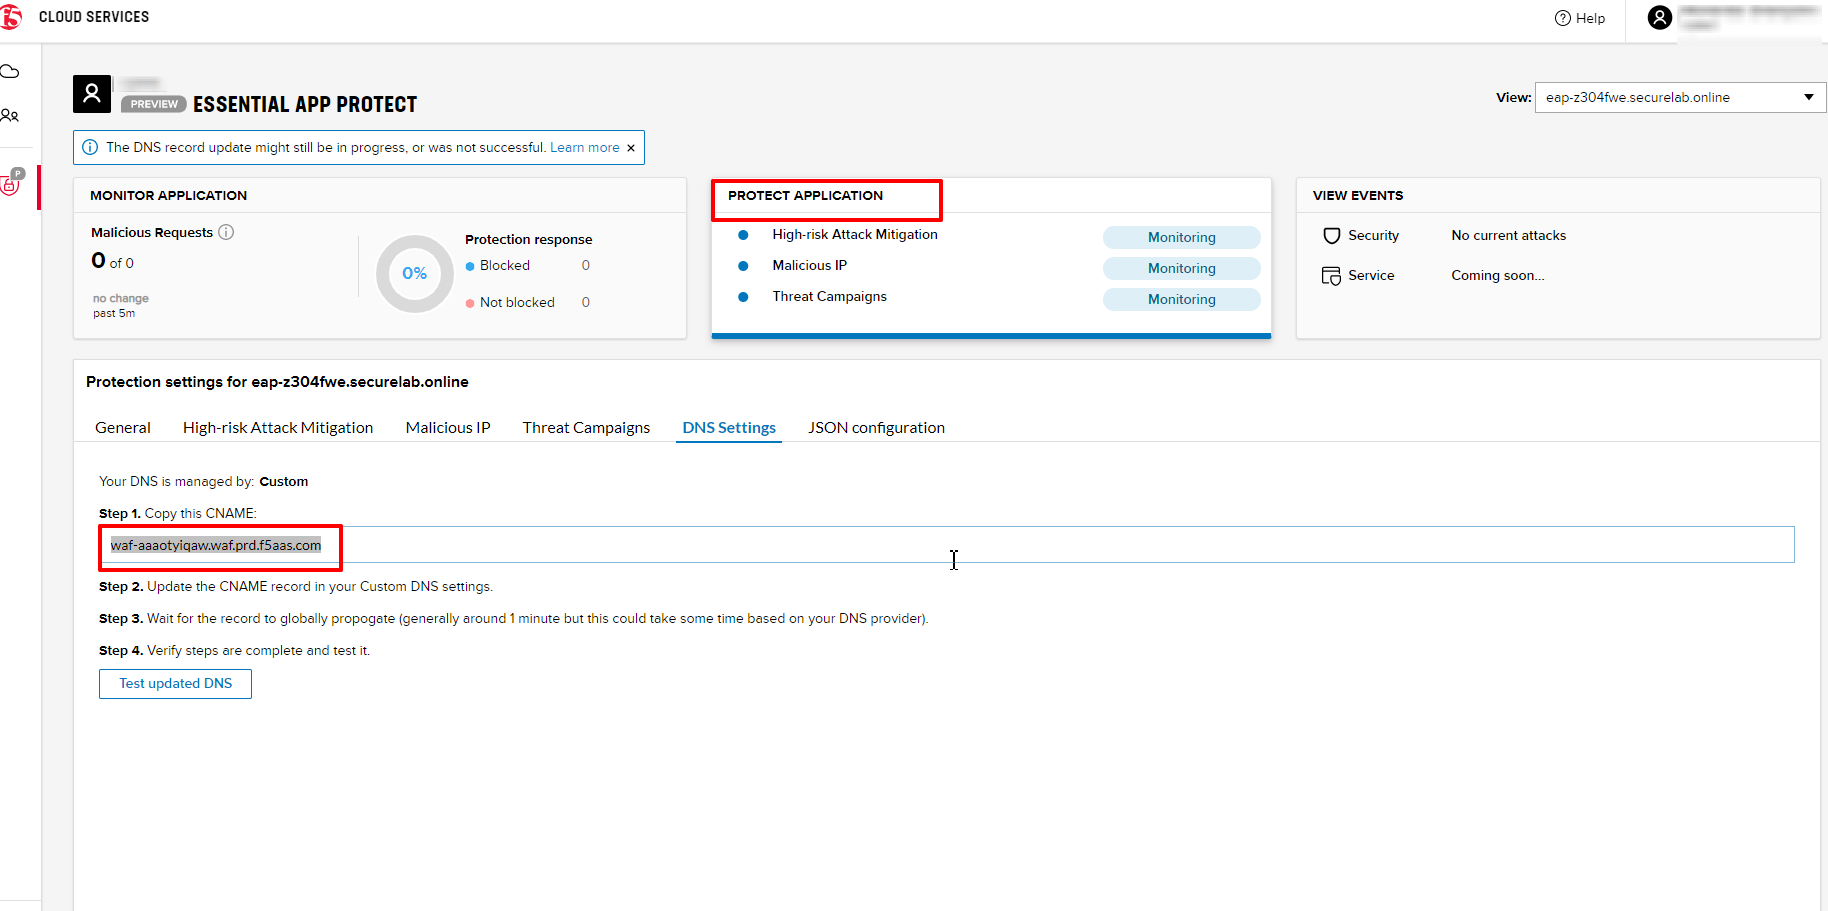 f5 CLOUD SERVICES
Help
P
PREVIEW ESSENTIAL APP PROTECT
View: eap-z304fwe.securelab.online
The DNS record update might still be in progress, or was not successful. Learn more ×
MONITOR APPLICATION
Malicious Requests
0 of 0
no change
past 5m
0%
Protection response
Blocked 0
Not blocked 0
PROTECT APPLICATION
High-risk Attack Mitigation Monitoring
Malicious IP Monitoring
Threat Campaigns Monitoring
VIEW EVENTS
Security No current attacks
Service Coming soon...
Protection settings for eap-z304fwe.securelab.online
General High-risk Attack Mitigation Malicious IP Threat Campaigns DNS Settings JSON configuration
Your DNS is managed by: Custom
Step 1. Copy this CNAME:
waf-aaaotyiqaw.waf.prd.f5aas.com
Step 2. Update the CNAME record in your Custom DNS settings.
Step 3. Wait for the record to globally propogate (generally around 1 minute but this could take some time based on your DNS provider).
Step 4. Verify steps are complete and test it.
Test updated DNS